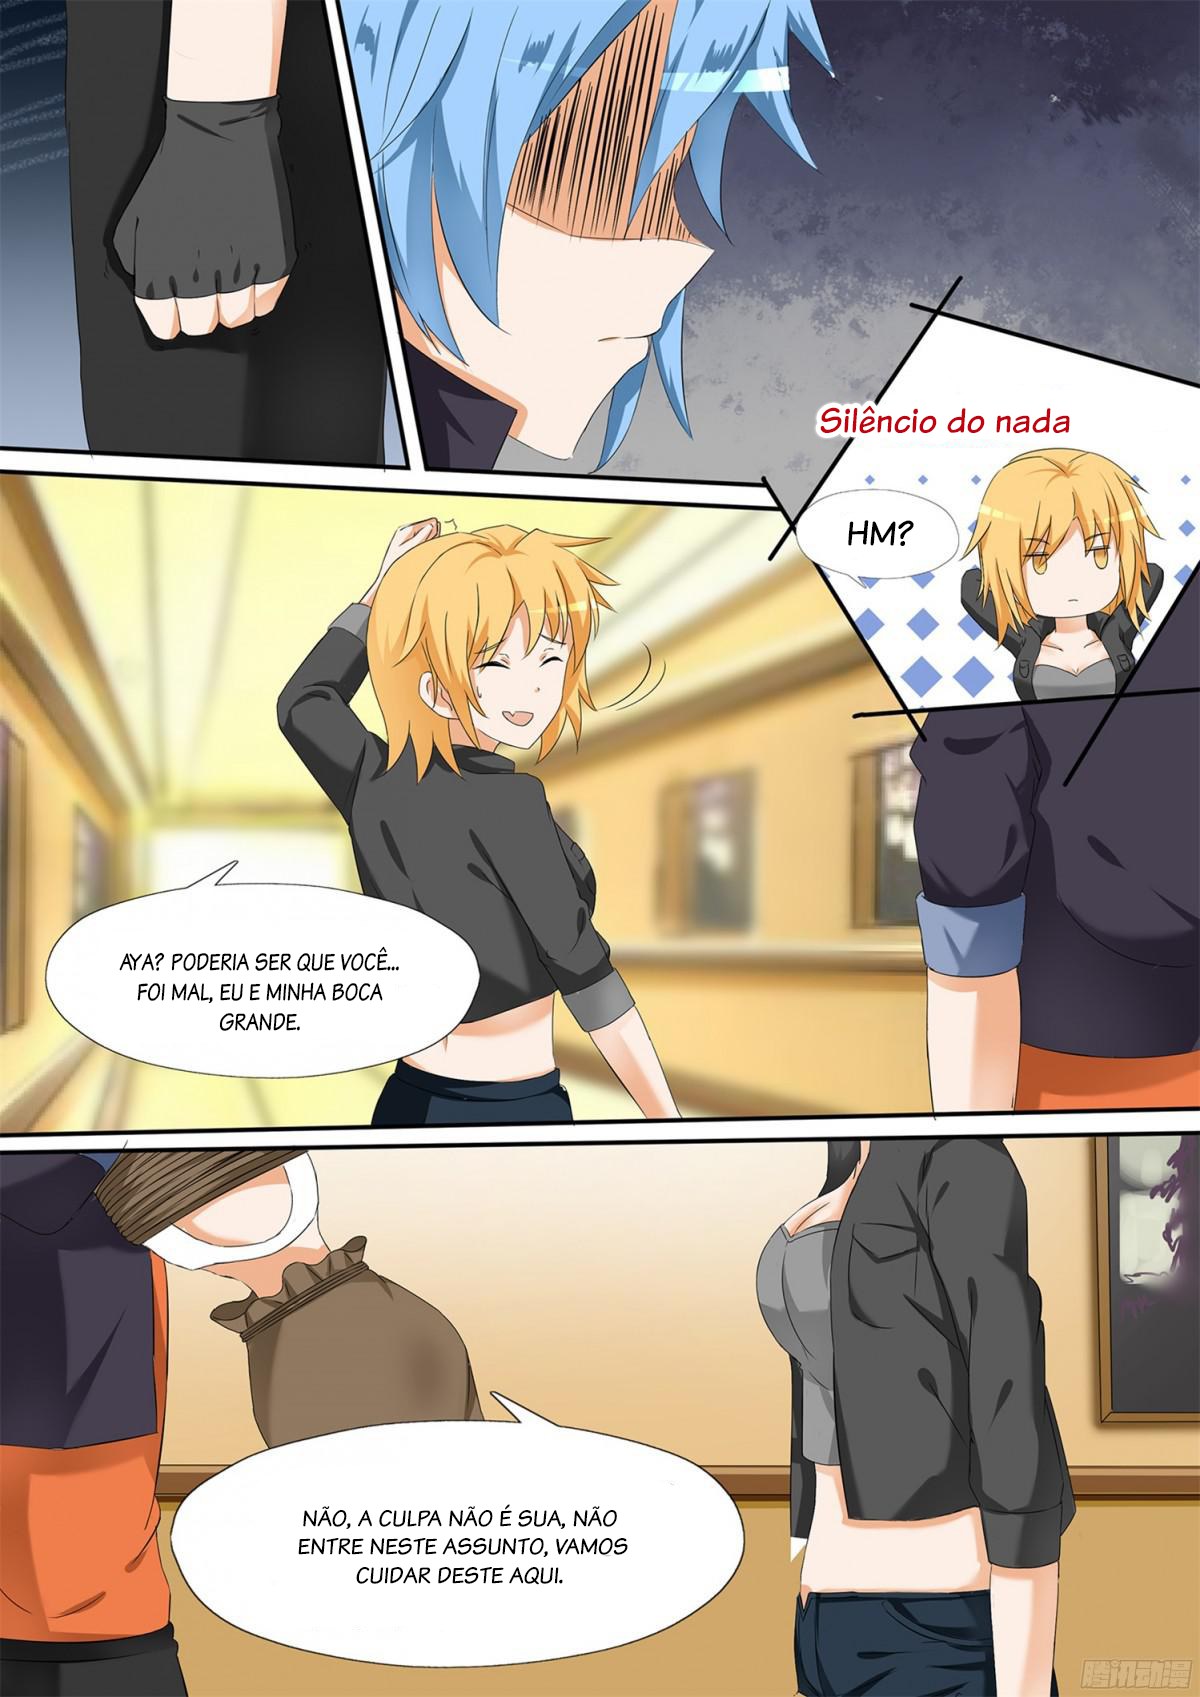 Silêncio do nada
HM?
AYA? PODERIA SER QUE VOCÊ...
FOI MAL, EU E MINHA BOCA
GRANDE.
NÃO, A CULPA NÃO É SUA, NÃO
ENTRE NESTE ASSUNTO, VAMOS
CUIDAR DESTE AQUI.
腾讯动漫